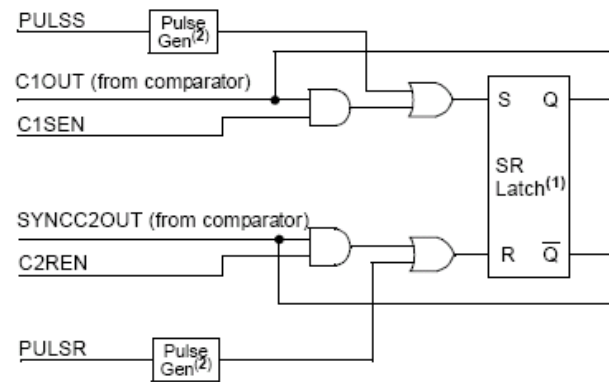 PULSS
Pulse
Gen(2)
C1OUT (from comparator)
C1SEN
S Q
SR
Latch(1)
SYNCC2OUT (from comparator)
C2REN
R Q̅
PULSR
Pulse
Gen(2)